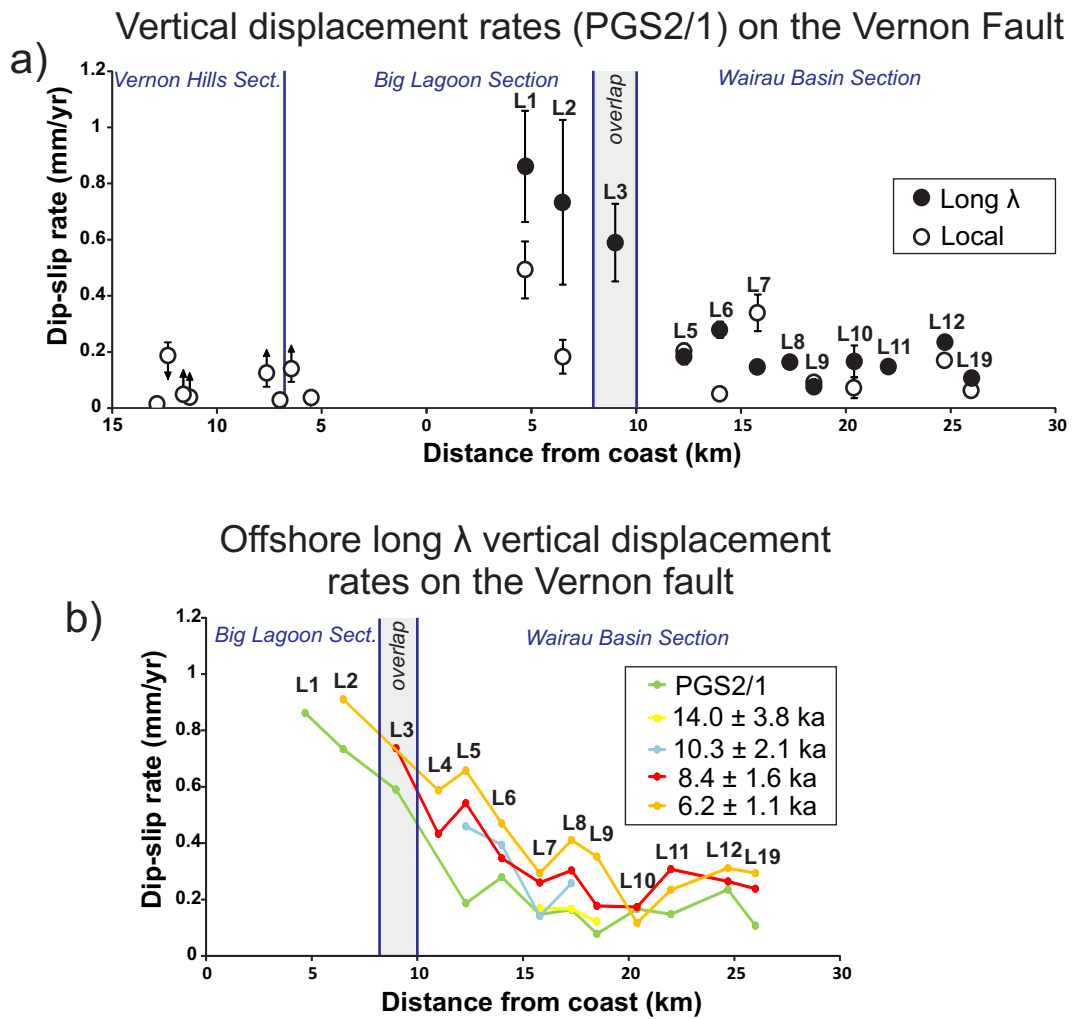 Vertical displacement rates (PGS2/1) on the Vernon Fault
a)
Vernon Hills Sect.
Big Lagoon Section
overlap
Wairau Basin Section
Dip-slip rate (mm/yr)
1.2
1
0.8
0.6
0.4
0.2
0
L1
L2
L3
L5
L6
L7
L8
L9
L10
L11
L12
L19
Long λ
Local
15
10
5
0
5
10
15
20
25
30
Distance from coast (km)
Offshore long λ vertical displacement
rates on the Vernon fault
b)
Big Lagoon Sect.
overlap
Wairau Basin Section
Dip-slip rate (mm/yr)
1.2
1
0.8
0.6
0.4
0.2
0
L1
L2
L3
L4
L5
L6
L7
L8
L9
L10
L11
L12
L19
PGS2/1
14.0 ± 3.8 ka
10.3 ± 2.1 ka
8.4 ± 1.6 ka
6.2 ± 1.1 ka
0
5
10
15
20
25
30
Distance from coast (km)